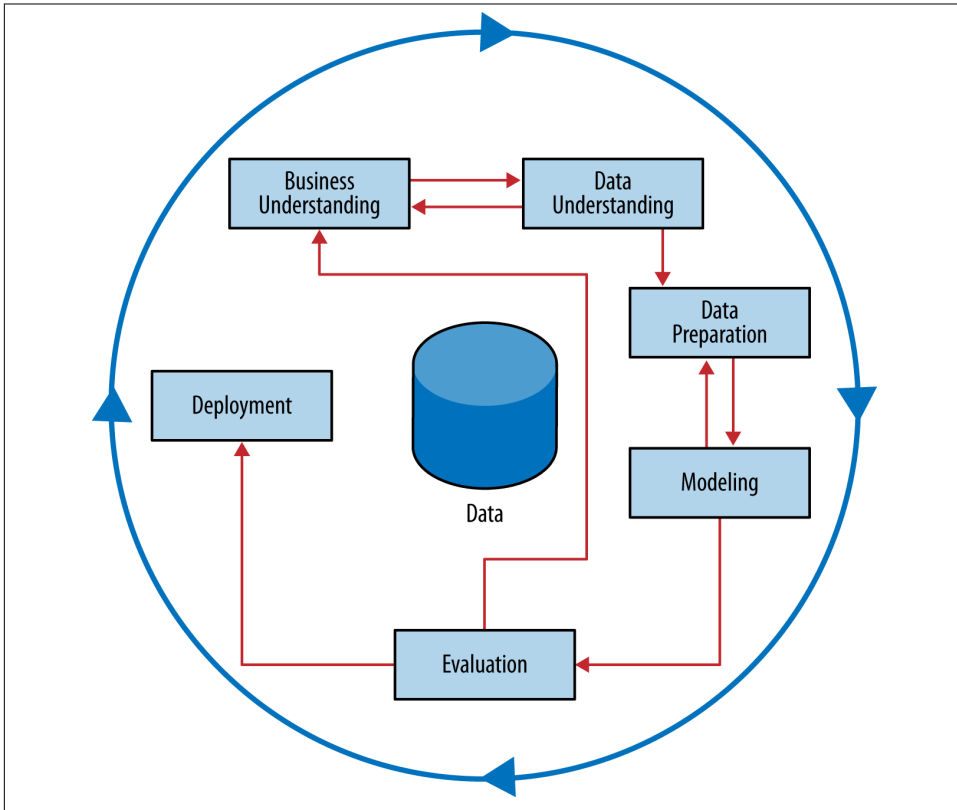 Business
Understanding
Data
Understanding
Data
Preparation
Deployment
Modeling
Data
Evaluation